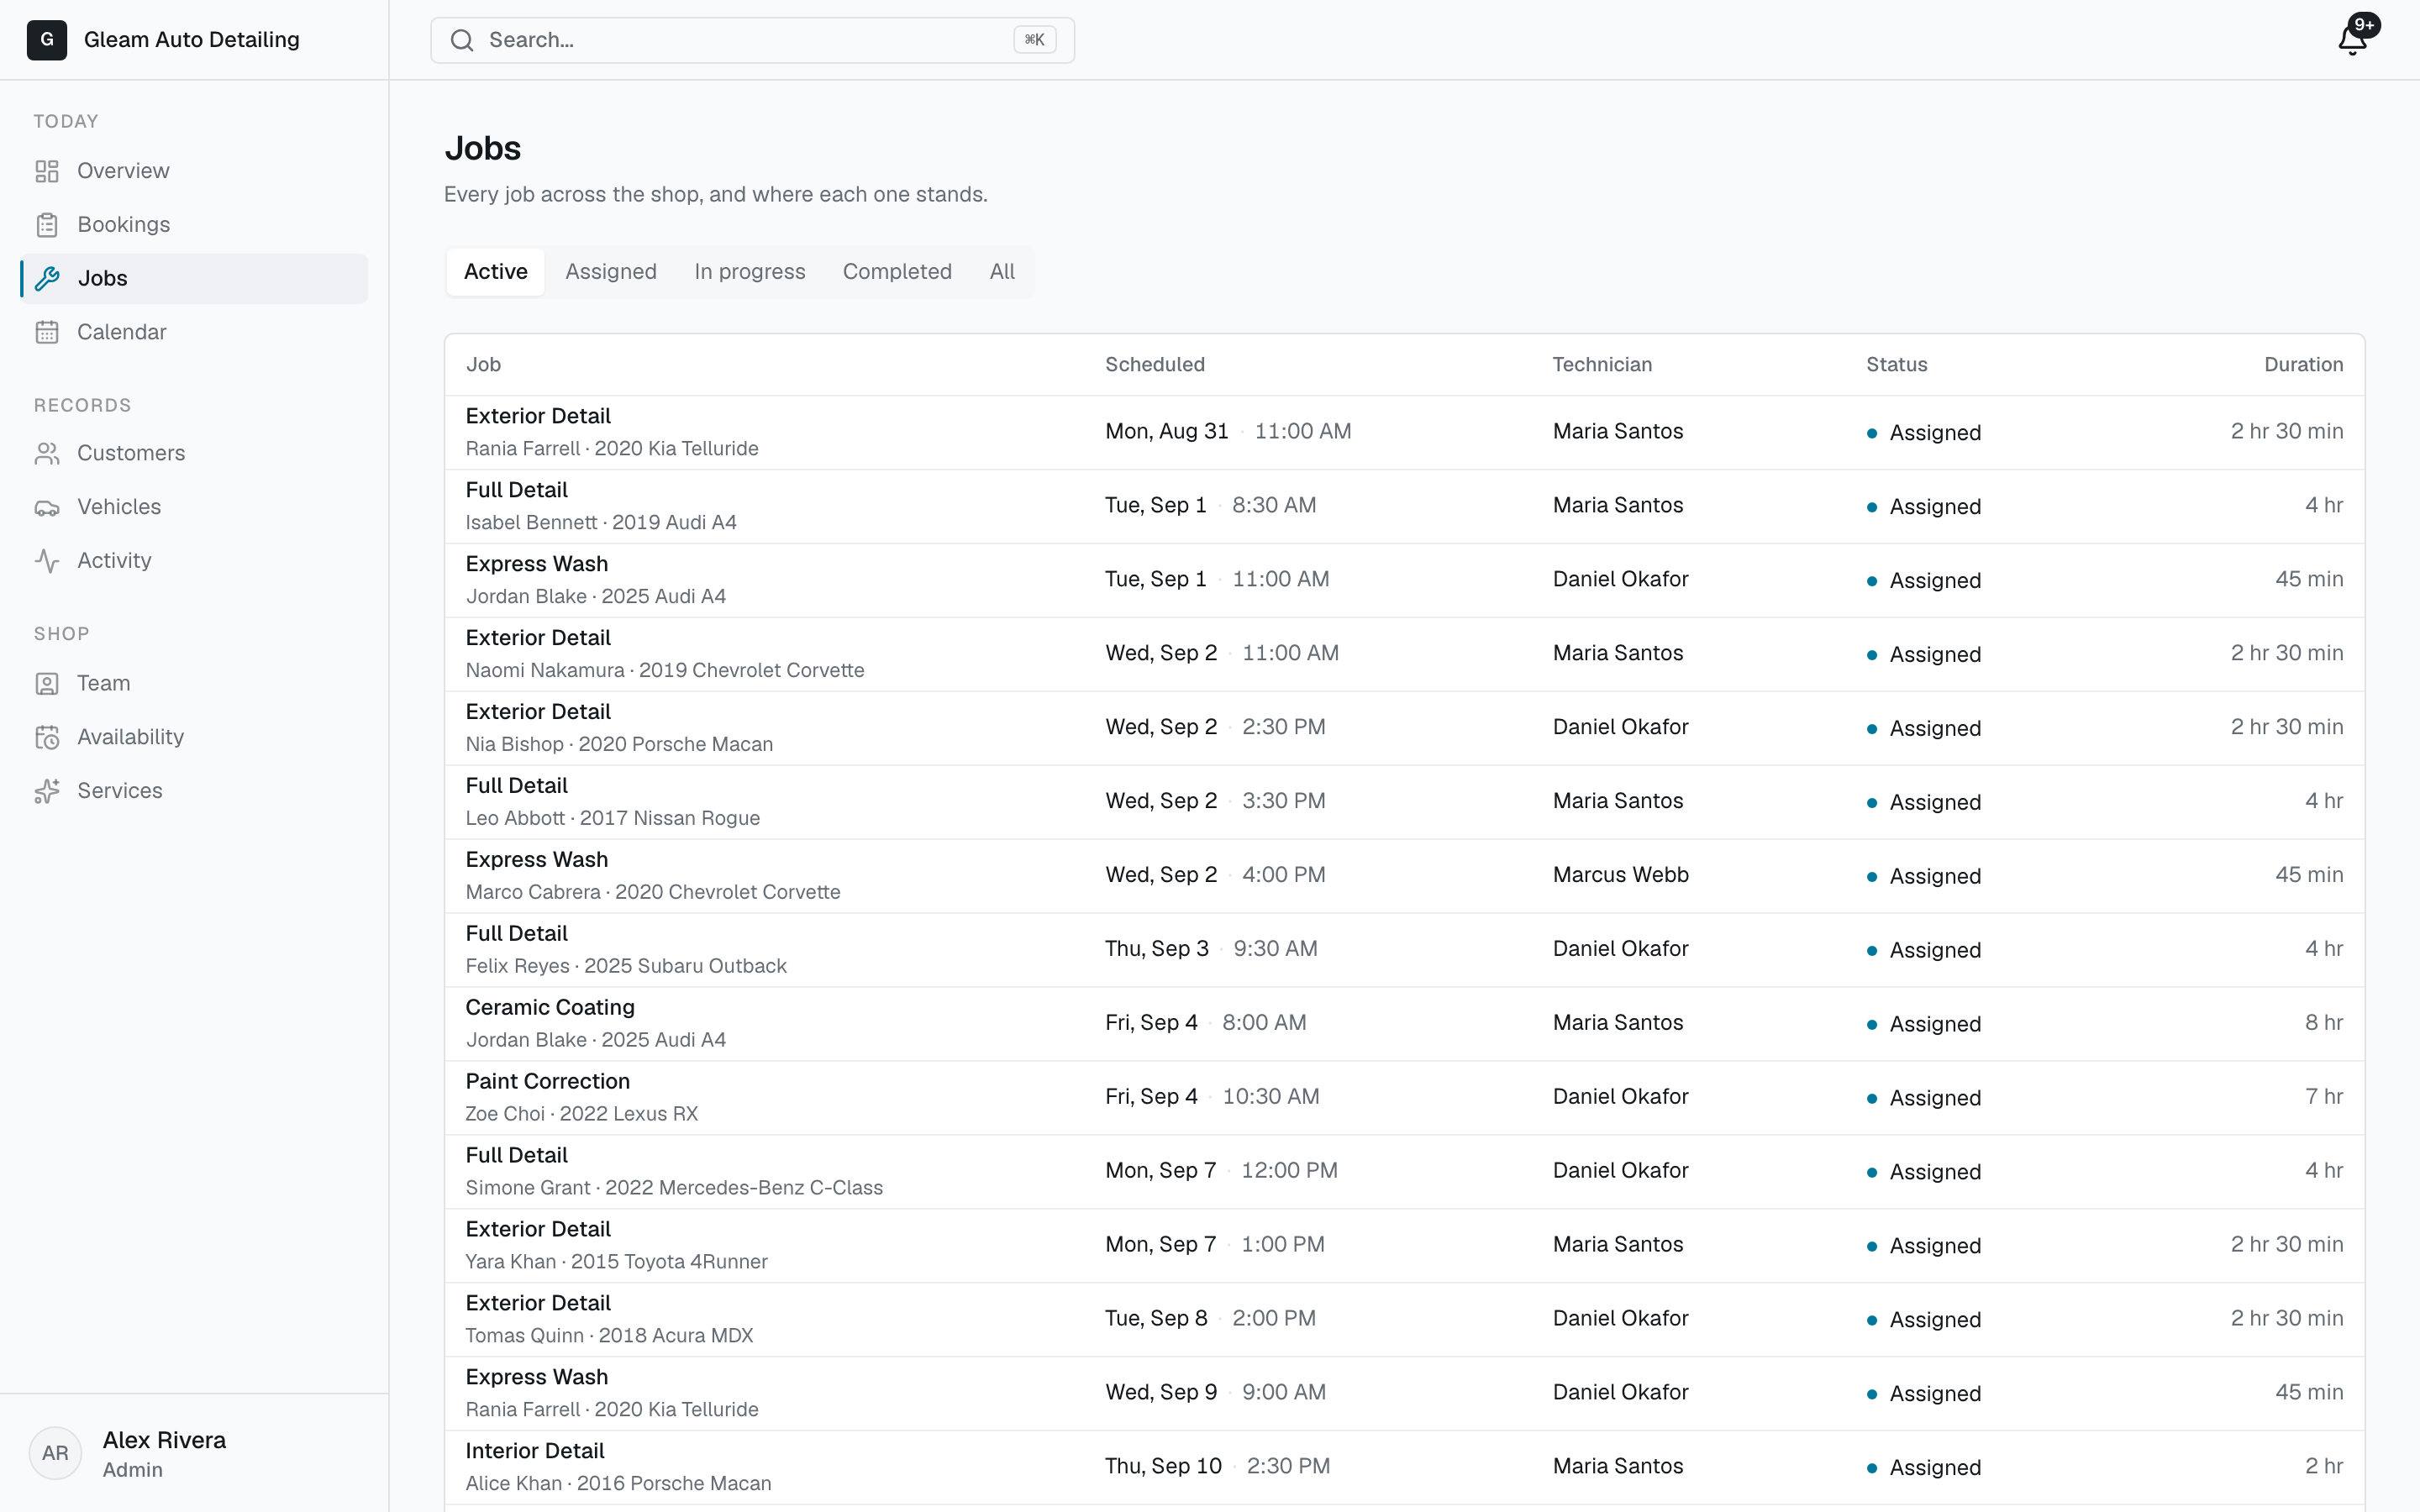 G Gleam Auto Detailing
Search... ⌘K
9+
TODAY
Overview
Bookings
Jobs
Calendar
RECORDS
Customers
Vehicles
Activity
SHOP
Team
Availability
Services
AR
Alex Rivera
Admin
Jobs
Every job across the shop, and where each one stands.
Active Assigned In progress Completed All
Job Scheduled Technician Status Duration
Exterior Detail
Rania Farrell · 2020 Kia Telluride
Mon, Aug 31 · 11:00 AM Maria Santos Assigned 2 hr 30 min
Full Detail
Isabel Bennett · 2019 Audi A4
Tue, Sep 1 · 8:30 AM Maria Santos Assigned 4 hr
Express Wash
Jordan Blake · 2025 Audi A4
Tue, Sep 1 · 11:00 AM Daniel Okafor Assigned 45 min
Exterior Detail
Naomi Nakamura · 2019 Chevrolet Corvette
Wed, Sep 2 · 11:00 AM Maria Santos Assigned 2 hr 30 min
Exterior Detail
Nia Bishop · 2020 Porsche Macan
Wed, Sep 2 · 2:30 PM Daniel Okafor Assigned 2 hr 30 min
Full Detail
Leo Abbott · 2017 Nissan Rogue
Wed, Sep 2 · 3:30 PM Maria Santos Assigned 4 hr
Express Wash
Marco Cabrera · 2020 Chevrolet Corvette
Wed, Sep 2 · 4:00 PM Marcus Webb Assigned 45 min
Full Detail
Felix Reyes · 2025 Subaru Outback
Thu, Sep 3 · 9:30 AM Daniel Okafor Assigned 4 hr
Ceramic Coating
Jordan Blake · 2025 Audi A4
Fri, Sep 4 · 8:00 AM Maria Santos Assigned 8 hr
Paint Correction
Zoe Choi · 2022 Lexus RX
Fri, Sep 4 · 10:30 AM Daniel Okafor Assigned 7 hr
Full Detail
Simone Grant · 2022 Mercedes-Benz C-Class
Mon, Sep 7 · 12:00 PM Daniel Okafor Assigned 4 hr
Exterior Detail
Yara Khan · 2015 Toyota 4Runner
Mon, Sep 7 · 1:00 PM Maria Santos Assigned 2 hr 30 min
Exterior Detail
Tomas Quinn · 2018 Acura MDX
Tue, Sep 8 · 2:00 PM Daniel Okafor Assigned 2 hr 30 min
Express Wash
Rania Farrell · 2020 Kia Telluride
Wed, Sep 9 · 9:00 AM Daniel Okafor Assigned 45 min
Interior Detail
Alice Khan · 2016 Porsche Macan
Thu, Sep 10 · 2:30 PM Maria Santos Assigned 2 hr